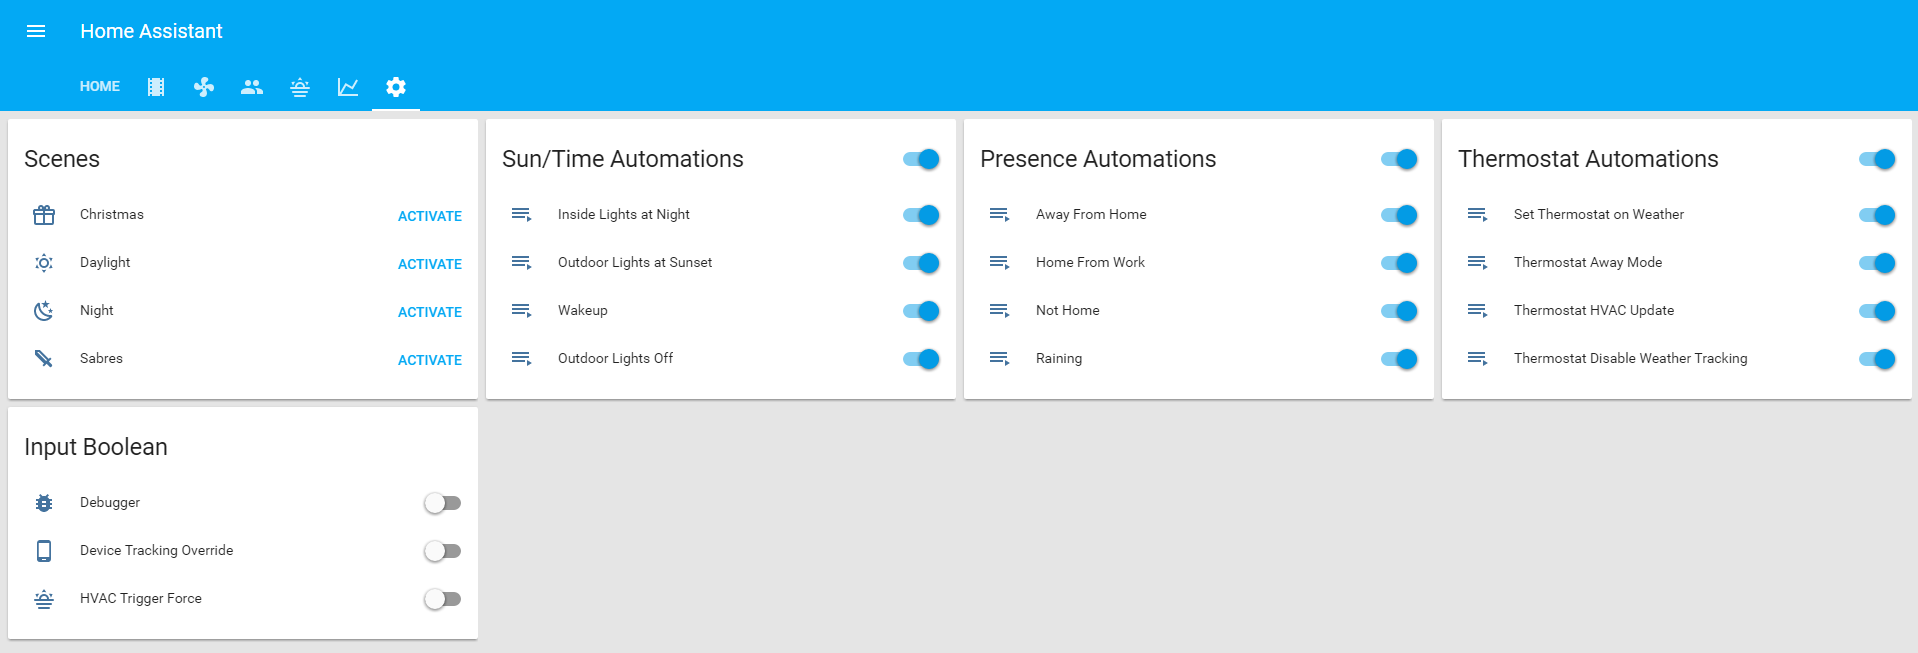 Home Assistant
HOME
Scenes
Christmas ACTIVATE
Daylight ACTIVATE
Night ACTIVATE
Sabres ACTIVATE
Sun/Time Automations
Inside Lights at Night
Outdoor Lights at Sunset
Wakeup
Outdoor Lights Off
Presence Automations
Away From Home
Home From Work
Not Home
Raining
Thermostat Automations
Set Thermostat on Weather
Thermostat Away Mode
Thermostat HVAC Update
Thermostat Disable Weather Tracking
Input Boolean
Debugger
Device Tracking Override
HVAC Trigger Force